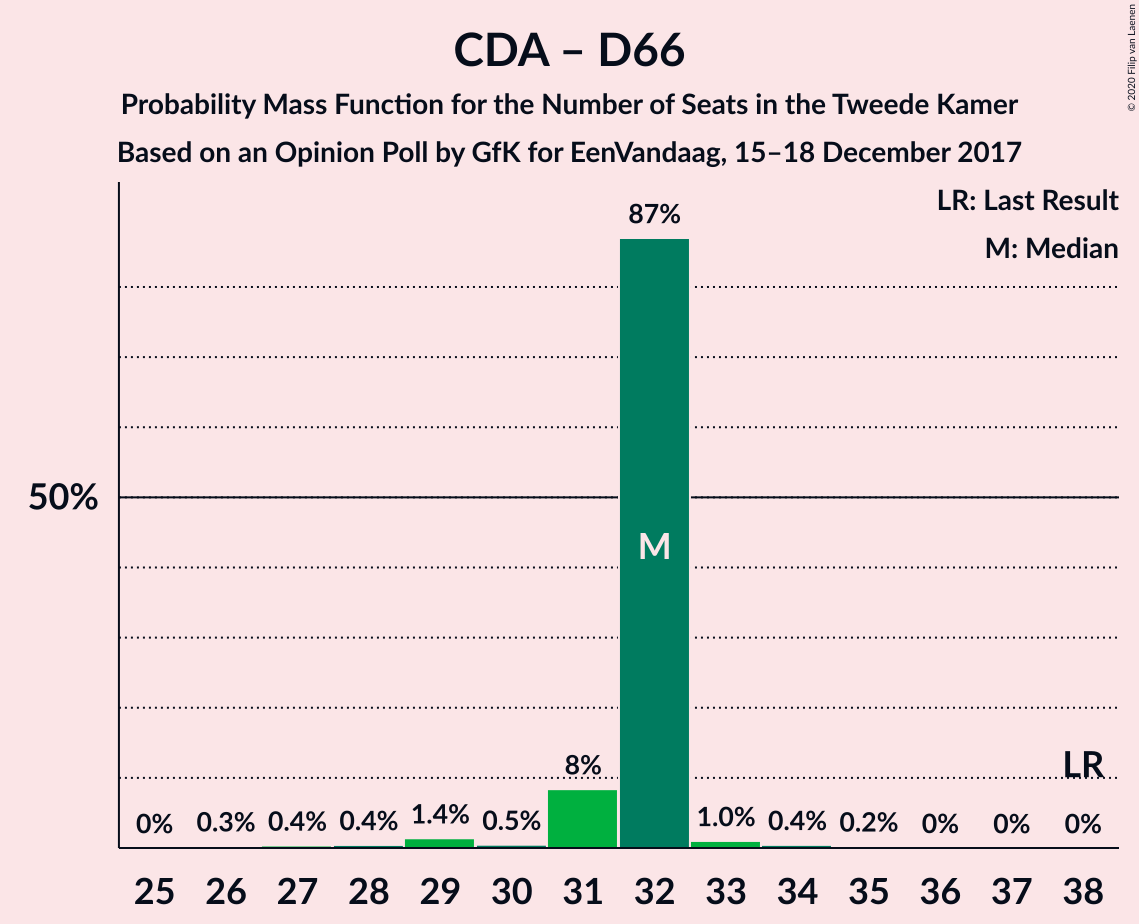 CDA – D66
Probability Mass Function for the Number of Seats in the Tweede Kamer
Based on an Opinion Poll by GfK for EenVandaag, 15–18 December 2017
© 2020 Filip van Laenen
LR: Last Result
M: Median
87%
50%
M
LR
8%
0% 0.3% 0.4% 0.4% 1.4% 0.5% 1.0% 0.4% 0.2% 0% 0% 0%
25 26 27 28 29 30 31 32 33 34 35 36 37 38